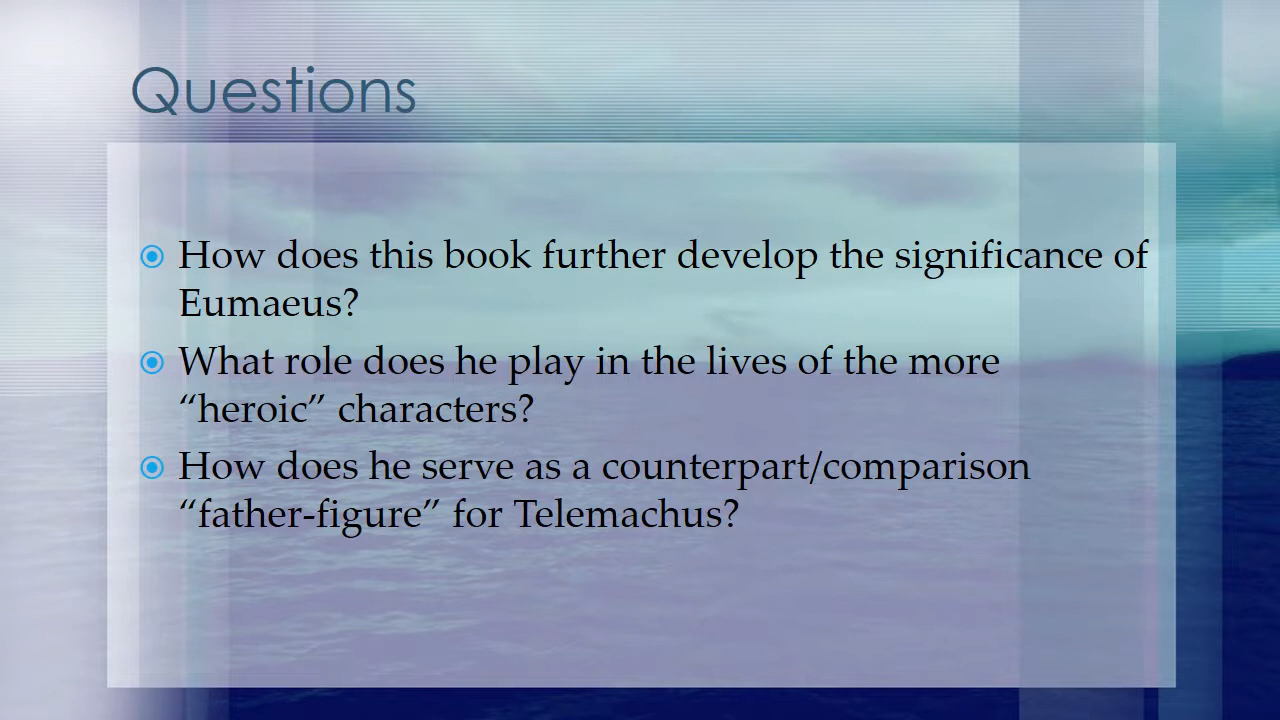 Questions
How does this book further develop the significance of
Eumaeus?
What role does he play in the lives of the more
“heroic” characters?
How does he serve as a counterpart/comparison
“father-figure” for Telemachus?